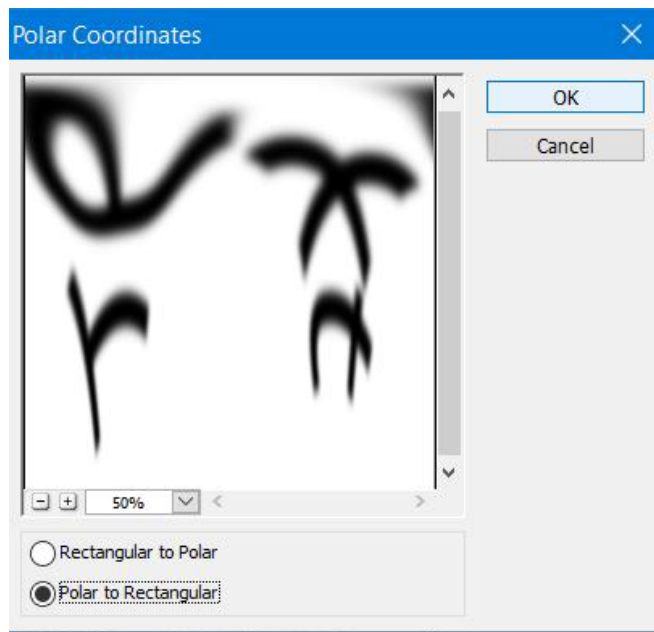 Polar Coordinates
OK
Cancel
50%
Rectangular to Polar
Polar to Rectangular